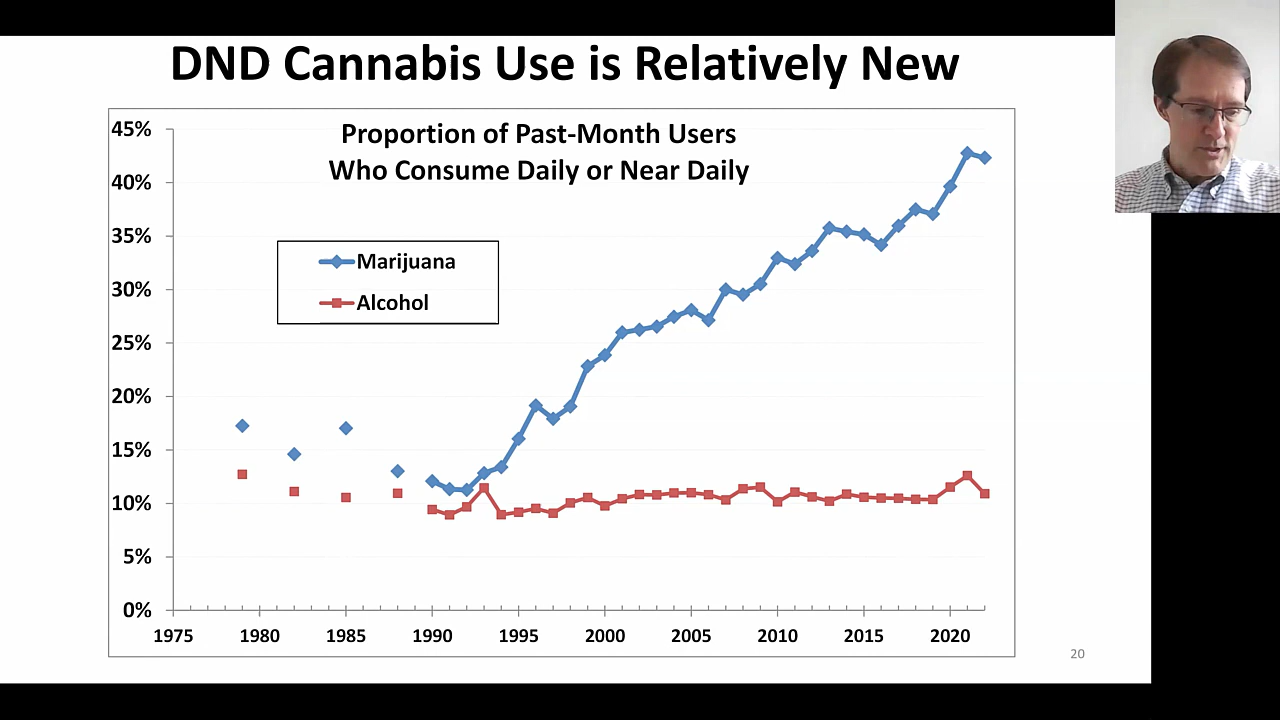 DND Cannabis Use is Relatively New
Proportion of Past-Month Users
Who Consume Daily or Near Daily
45%
40%
35%
30%
25%
20%
15%
10%
5%
0%
Marijuana
Alcohol
1975 1980 1985 1990 1995 2000 2005 2010 2015 2020
20